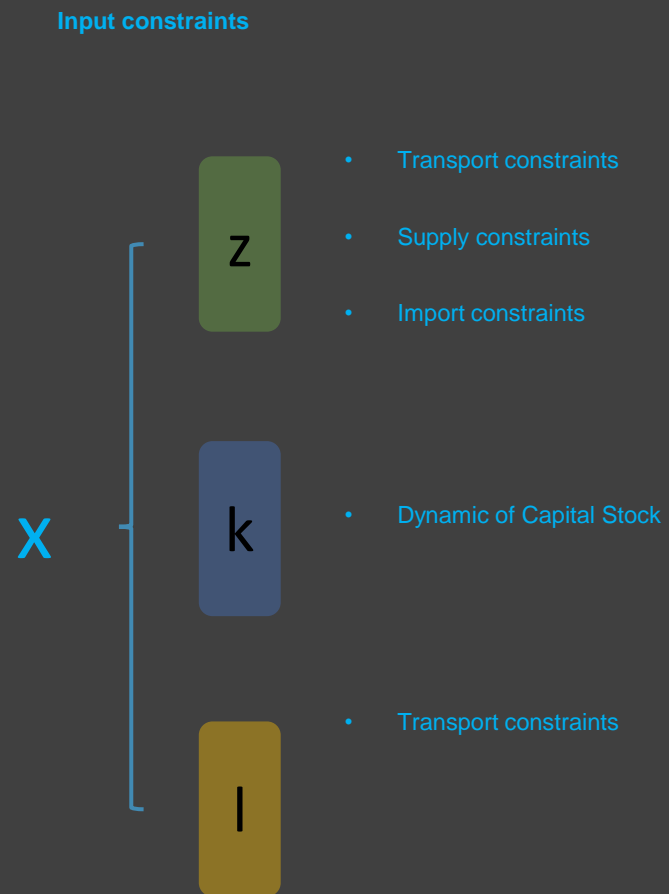 Input constraints
• Transport constraints
z
• Supply constraints
• Import constraints
x
k
• Dynamic of Capital Stock
• Transport constraints
l